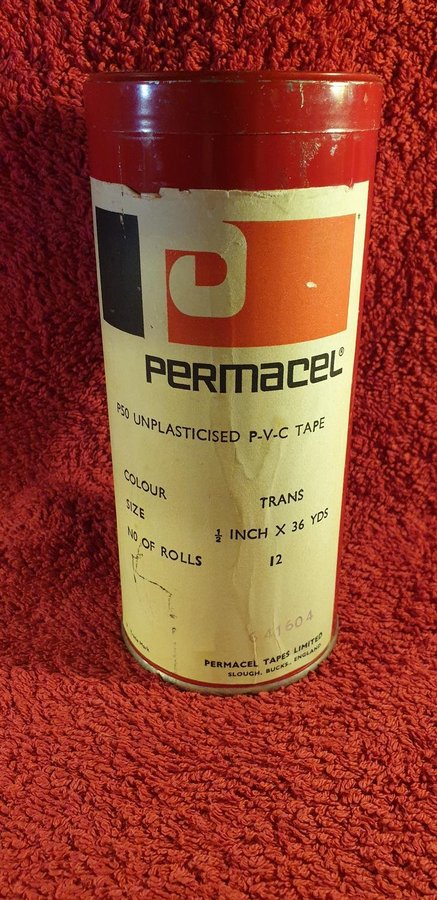 PERMACEL®
P50 UNPLASTICISED P-V-C TAPE
COLOUR TRANS
SIZE ½ INCH X 36 YDS
NO OF ROLLS 12
41604
PERMACEL TAPES LIMITED
SLOUGH, BUCKS., ENGLAND